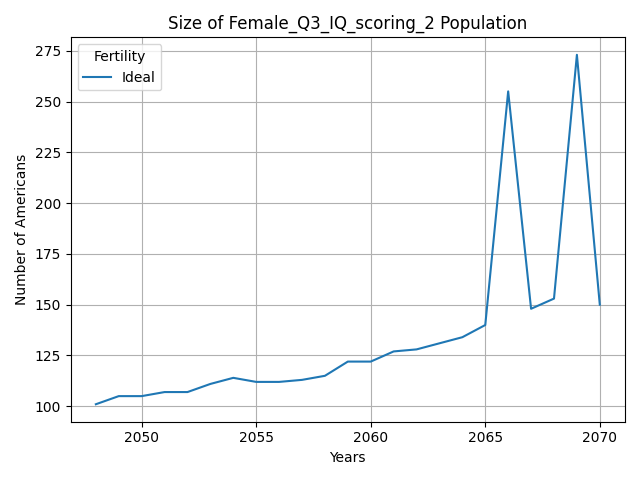 Size of Female_Q3_IQ_scoring_2 Population
Fertility
Ideal
Number of Americans
275
250
225
200
175
150
125
100
2050 2055 2060 2065 2070
Years